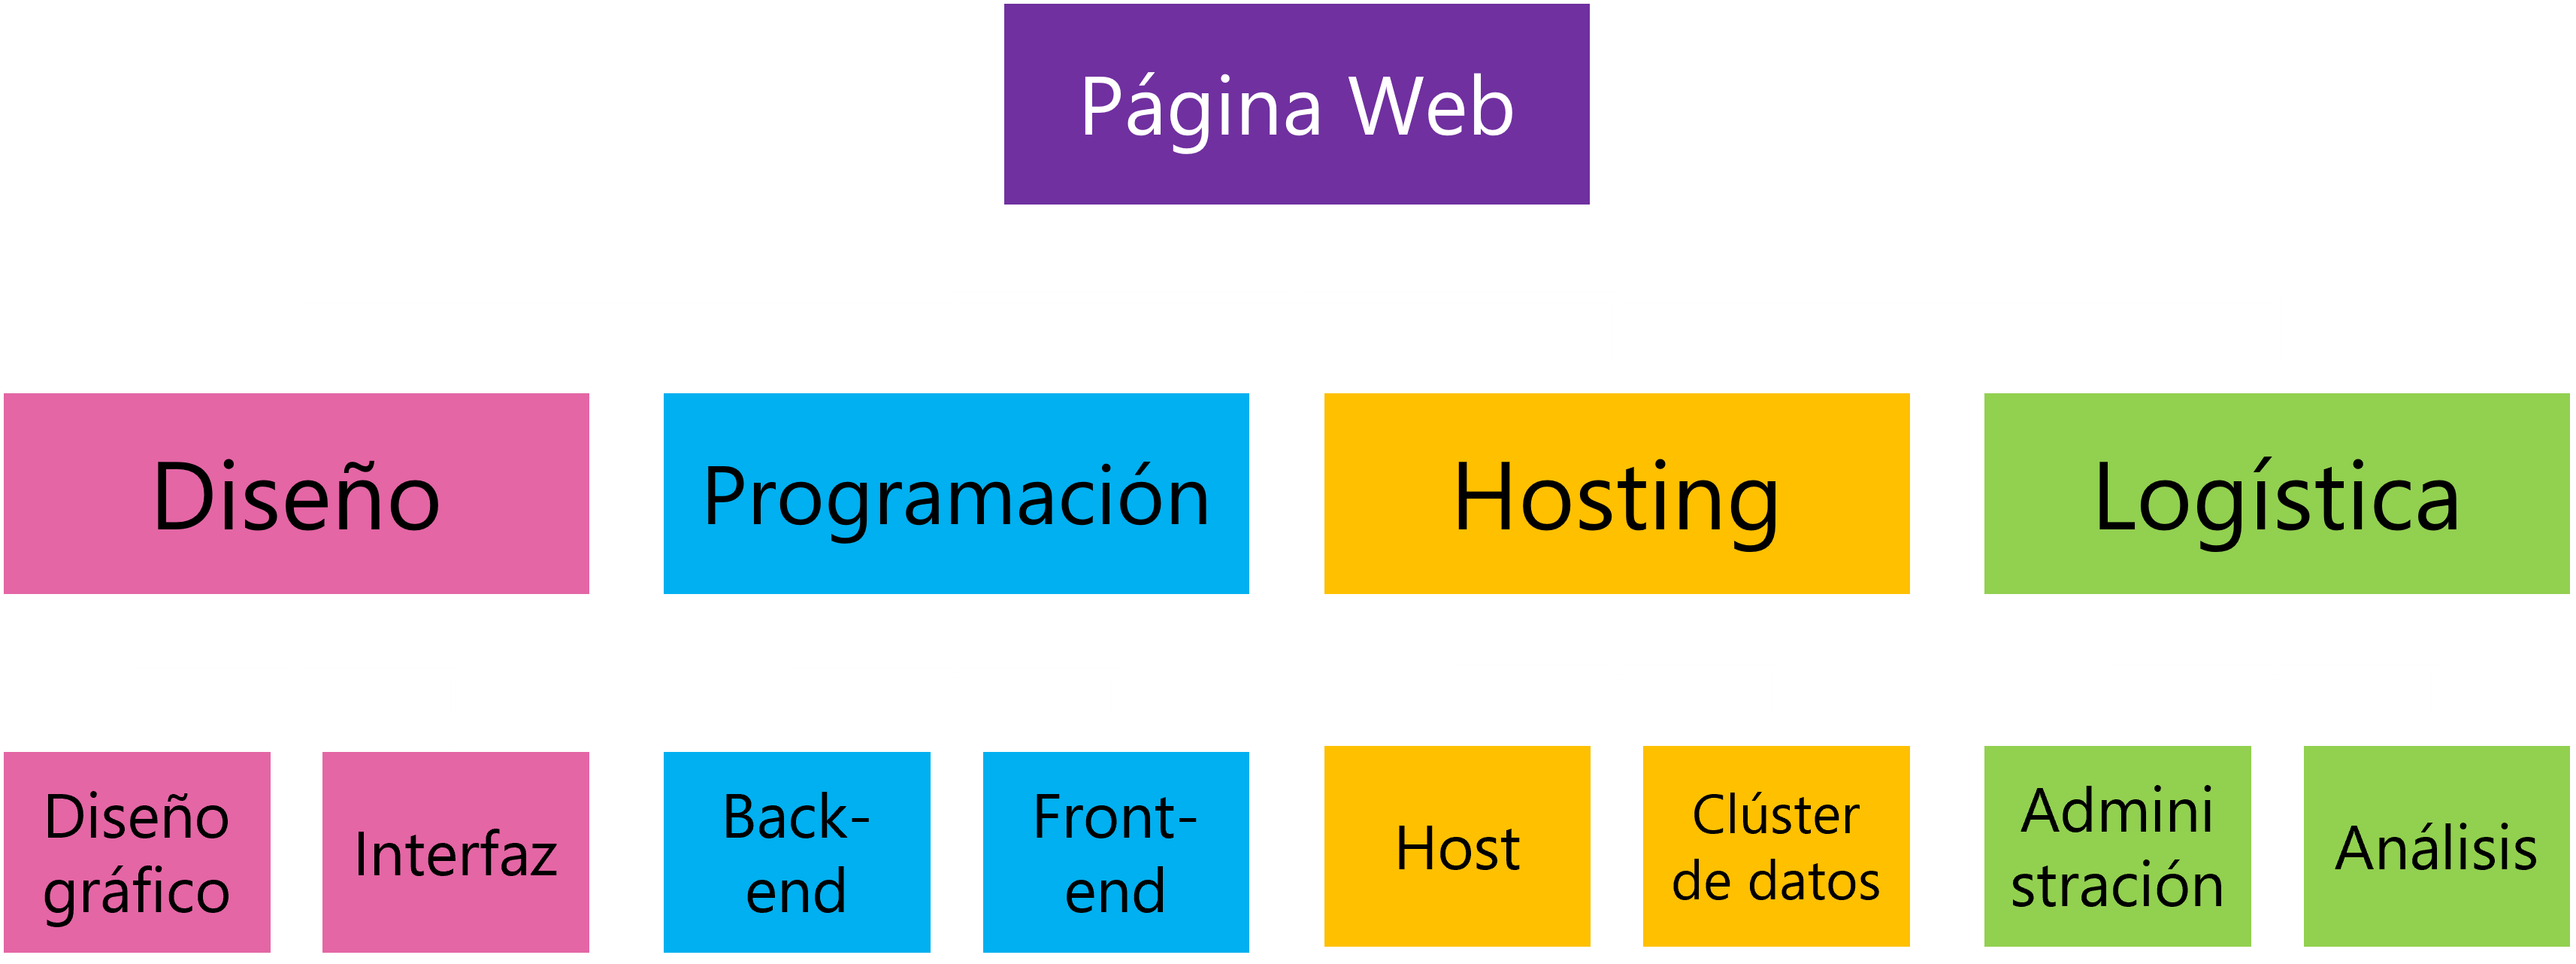 Página Web
Diseño
Programación
Hosting
Logística
Diseño
gráfico
Interfaz
Back-
end
Front-
end
Host
Clúster
de datos
Admini
stración
Análisis